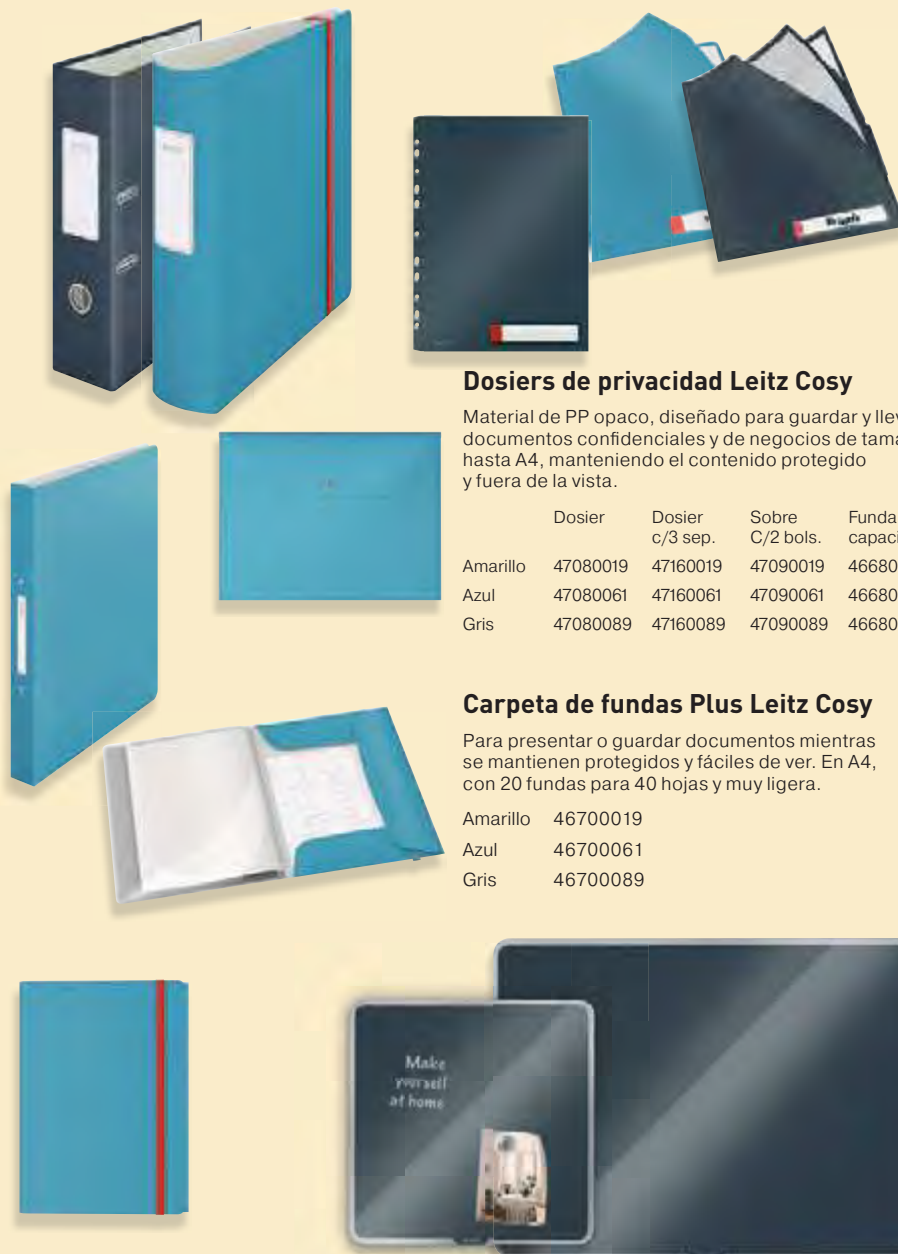 Dosiers de privacidad Leitz Cosy
Material de PP opaco, diseñado para guardar y llev
documentos confidenciales y de negocios de tama
hasta A4, manteniendo el contenido protegido
y fuera de la vista.
Dosier Dosier Sobre Funda
c/3 sep. C/2 bols. capaci
Amarillo 47080019 47160019 47090019 46680
Azul 47080061 47160061 47090061 46680
Gris 47080089 47160089 47090089 46680
Carpeta de fundas Plus Leitz Cosy
Para presentar o guardar documentos mientras
se mantienen protegidos y fáciles de ver. En A4,
con 20 fundas para 40 hojas y muy ligera.
Amarillo 46700019
Azul 46700061
Gris 46700089
Make
yourself
at home